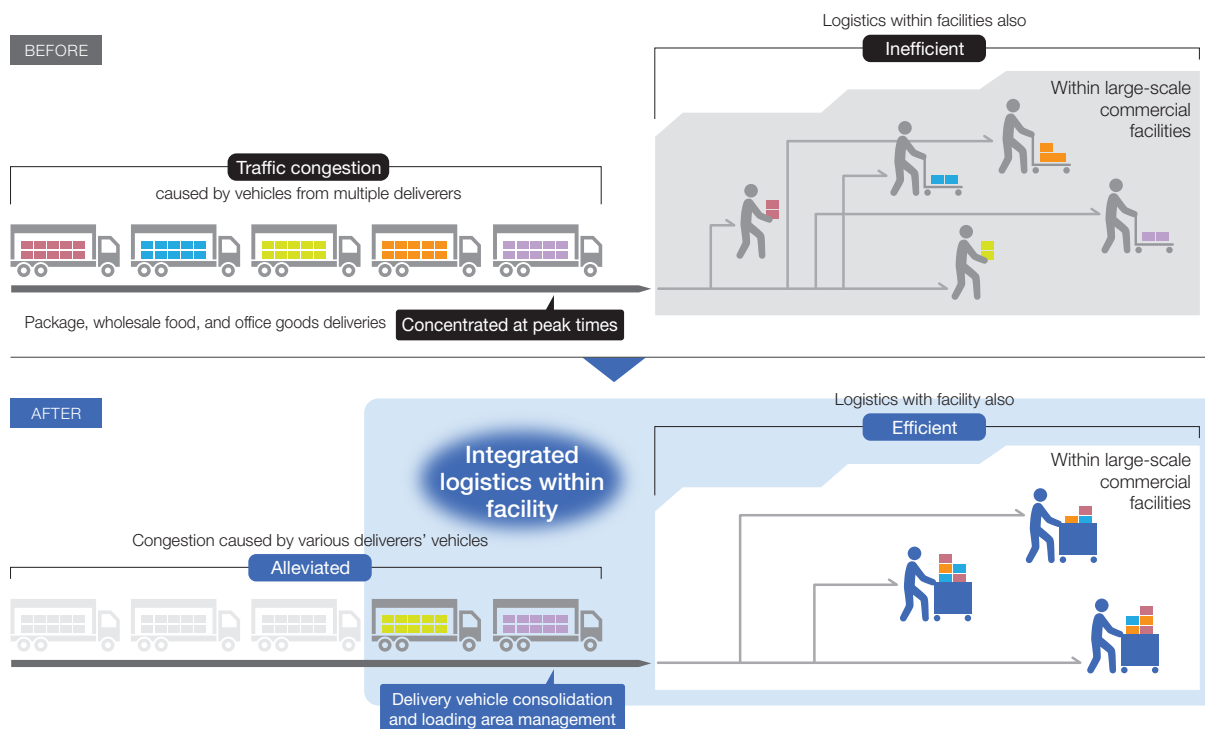 BEFORE
Logistics within facilities also
Inefficient
Within large-scale
commercial
facilities
Traffic congestion
caused by vehicles from multiple deliverers
Package, wholesale food, and office goods deliveries
Concentrated at peak times
AFTER
Logistics with facility also
Efficient
Integrated
logistics within
facility
Within large-scale
commercial
facilities
Congestion caused by various deliverers’ vehicles
Alleviated
Delivery vehicle consolidation
and loading area management